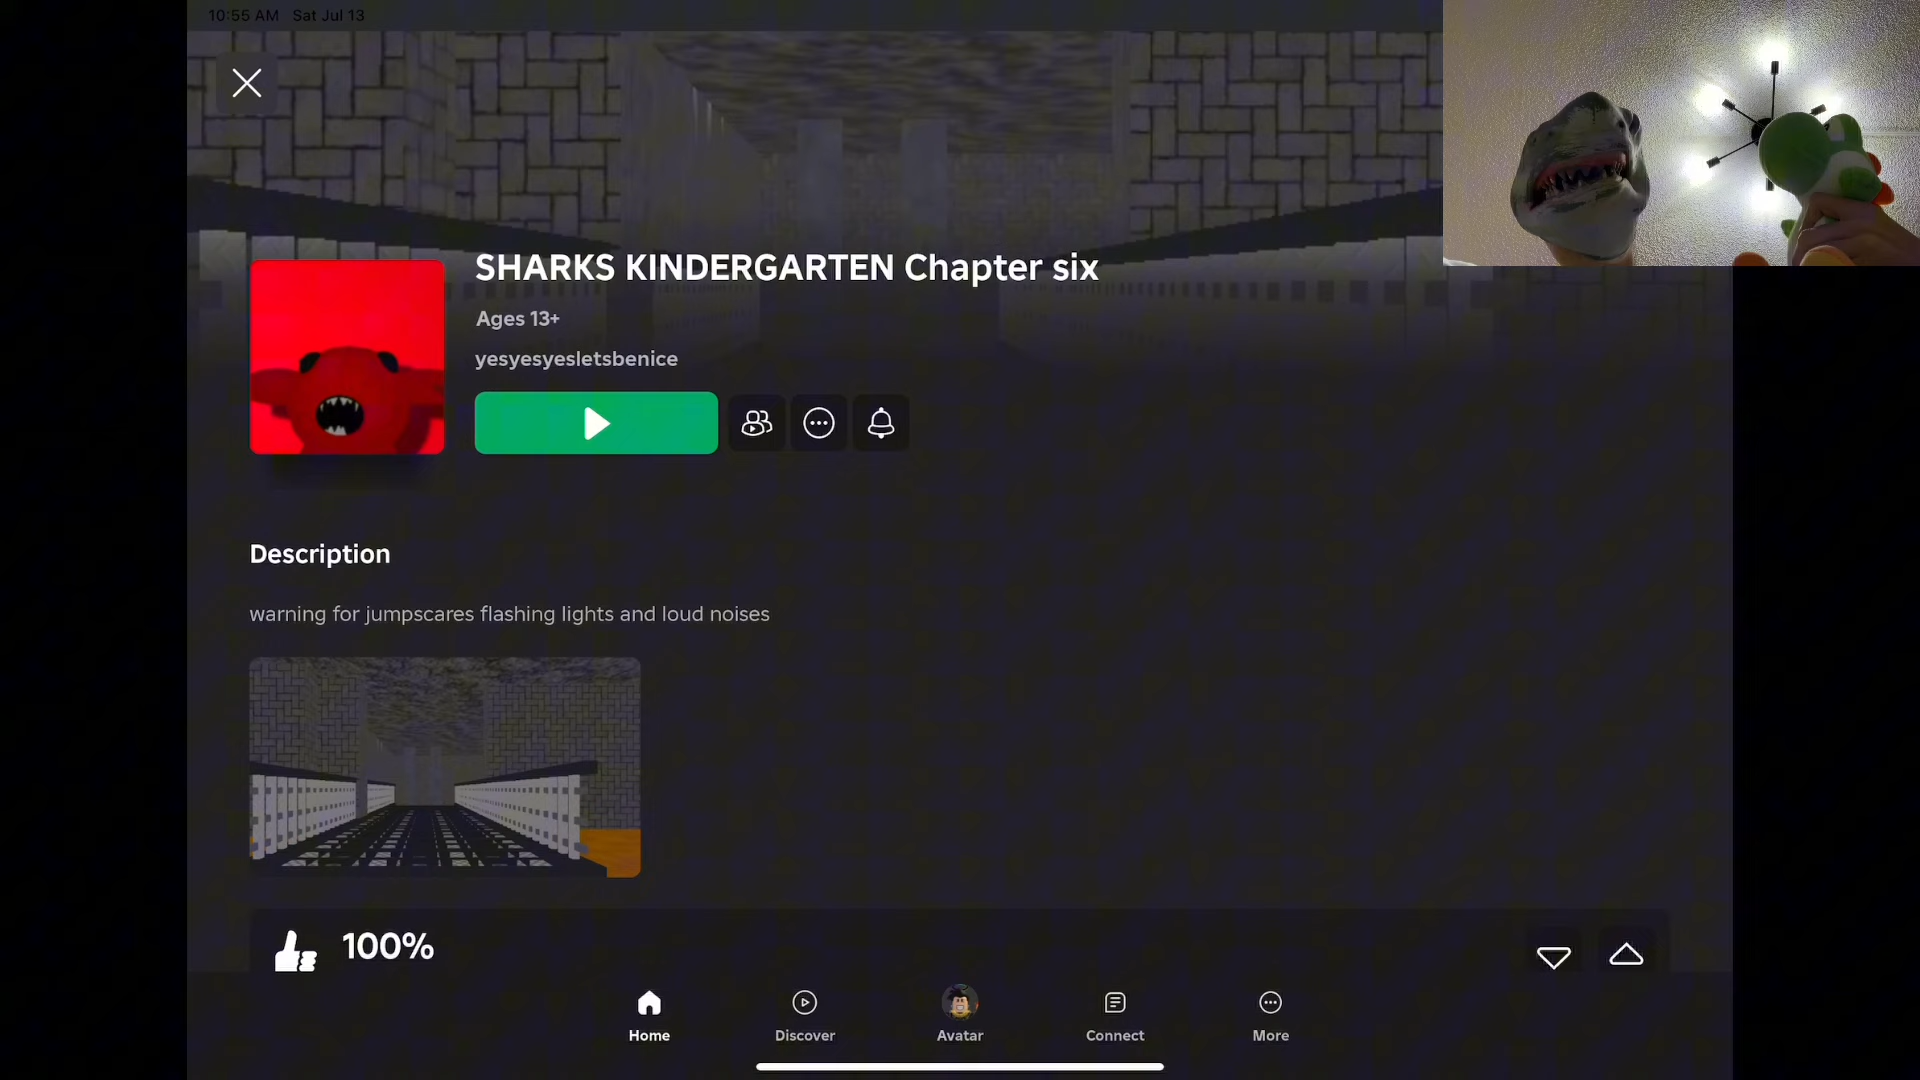 10:55 AM Sat Jul 13
SHARKS KINDERGARTEN Chapter six
Ages 13+
yesyesyesletsbenice
Description
warning for jumpscares flashing lights and loud noises
100%
Home
Discover
Avatar
Connect
More